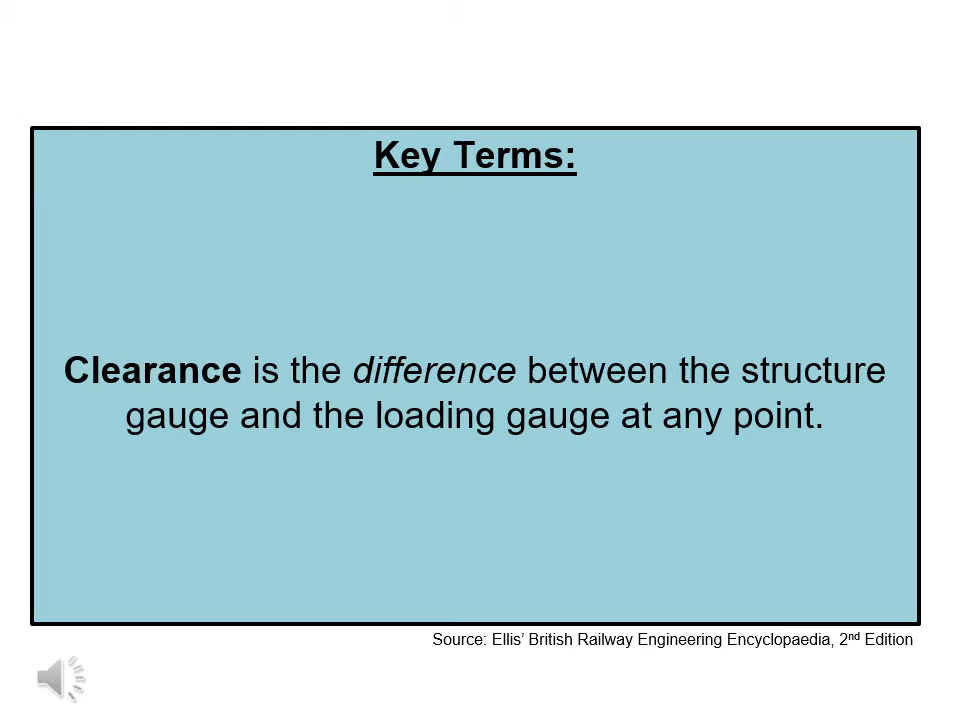 Key Terms:
Clearance is the difference between the structure
gauge and the loading gauge at any point.
Source: Ellis’ British Railway Engineering Encyclopaedia, 2nd Edition